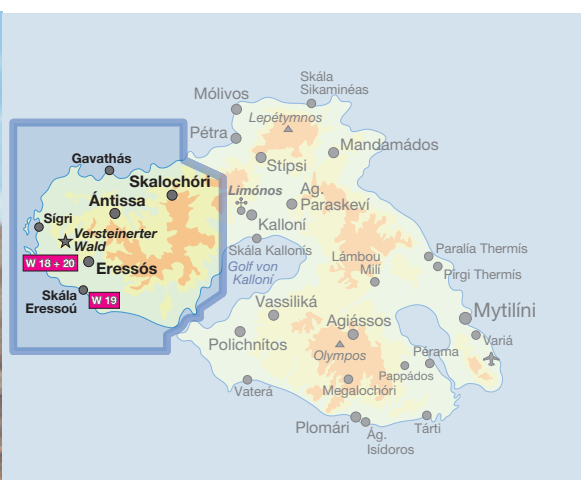 Skála
Sikaminéas
Mólivos
Lepétymnos
Pétra
Mandamádos
Stípsi
Gavathás
Skalochóri
Limónos
Ag.
Paraskeví
Ántissa
Kalloní
Sígri
Versteinerter
Wald
Skála Kallonis
Paralía Thermís
W 18 + 20
Eressós
Golf von
Kalloní
Lámbou
Milí
Pirgi Thermís
Skála
Eressoú
W 19
Vassiliká
Mytilíni
Agiássos
Variá
Polichnítos
Olympos
Pérama
Pappádos
Vaterá
Megalochóri
Plomári
Ág.
Isídoros
Tárti